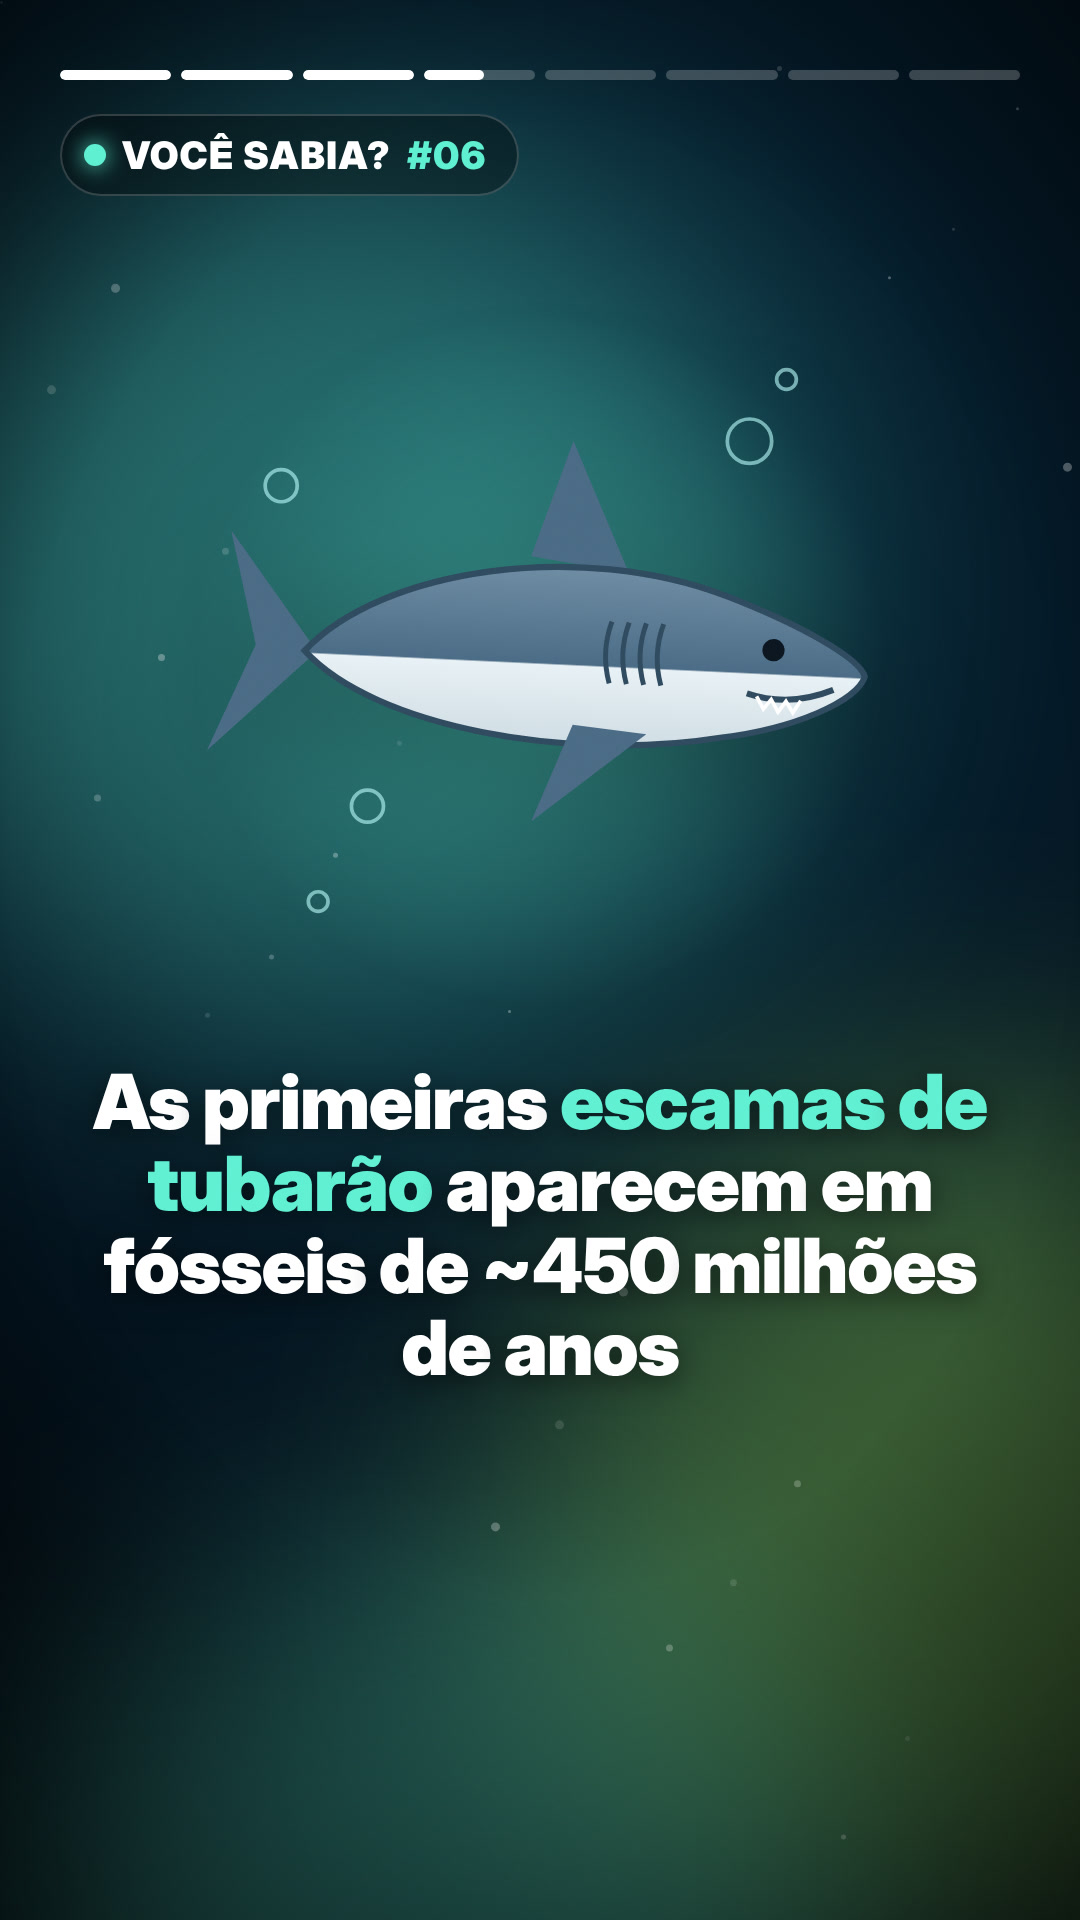 VOCÊ SABIA? #06
As primeiras escamas de
tubarão aparecem em
fósseis de ~450 milhões
de anos